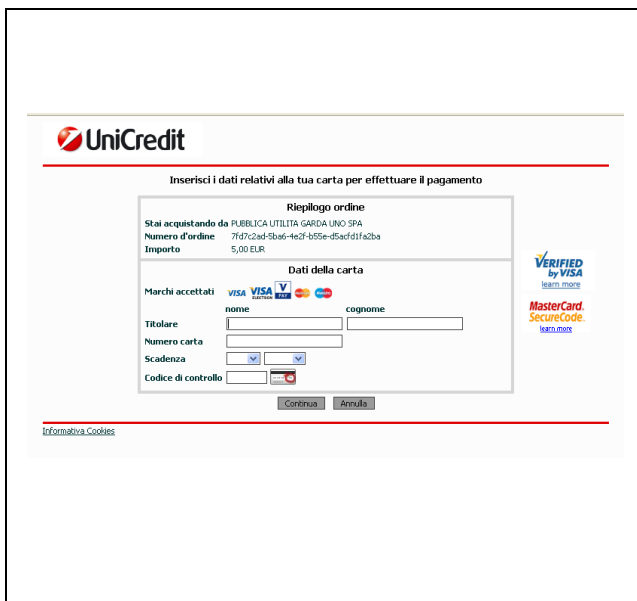 UniCredit
Inserisci i dati relativi alla tua carta per effettuare il pagamento
Riepilogo ordine
Stai acquistando da PUBBLICA UTILITA GARDA UNO SPA
Numero d'ordine 7fd7c2ad-5ba6-4e2f-b55e-d5acfd1fa2ba
Importo 5,00 EUR
Dati della carta
Marchi accettati VISA VISA ELECTRON V PAY MasterCard Maestro
nome cognome
Titolare
Numero carta
Scadenza
Codice di controllo
Continua Annulla
VERIFIED
by VISA
learn more
MasterCard.
SecureCode.
learn more
Informativa Cookies